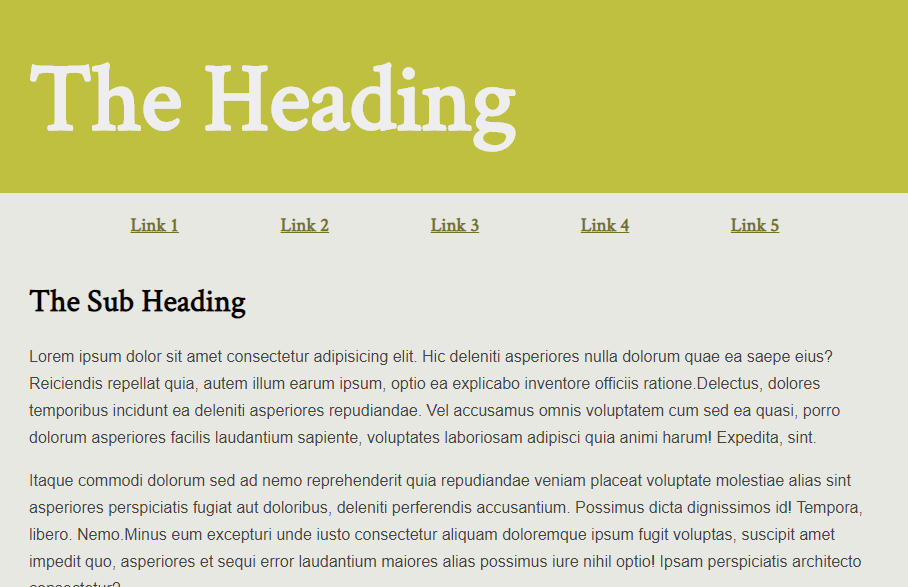 The Heading
Link 1 Link 2 Link 3 Link 4 Link 5
The Sub Heading
Lorem ipsum dolor sit amet consectetur adipisicing elit. Hic deleniti asperiores nulla dolorum quae ea saepe eius?
Reiciendis repellat quia, autem illum earum ipsum, optio ea explicabo inventore officiis ratione.Delectus, dolores
temporibus incidunt ea deleniti asperiores repudiandae. Vel accusamus omnis voluptatem cum sed ea quasi, porro
dolorum asperiores facilis laudantium sapiente, voluptates laboriosam adipisci quia animi harum! Expedita, sint.
Itaque commodi dolorum sed ad nemo reprehenderit quia repudiandae veniam placeat voluptate molestiae alias sint
asperiores perspiciatis fugiat aut doloribus, deleniti perferendis accusantium. Possimus dicta dignissimos id! Tempora,
libero. Nemo.Minus eum excepturi unde iusto consectetur aliquam doloremque ipsum fugit voluptas, suscipit amet
impedit quo, asperiores et sequi error laudantium maiores alias possimus iure nihil optio! Ipsam perspiciatis architecto
consectetur?